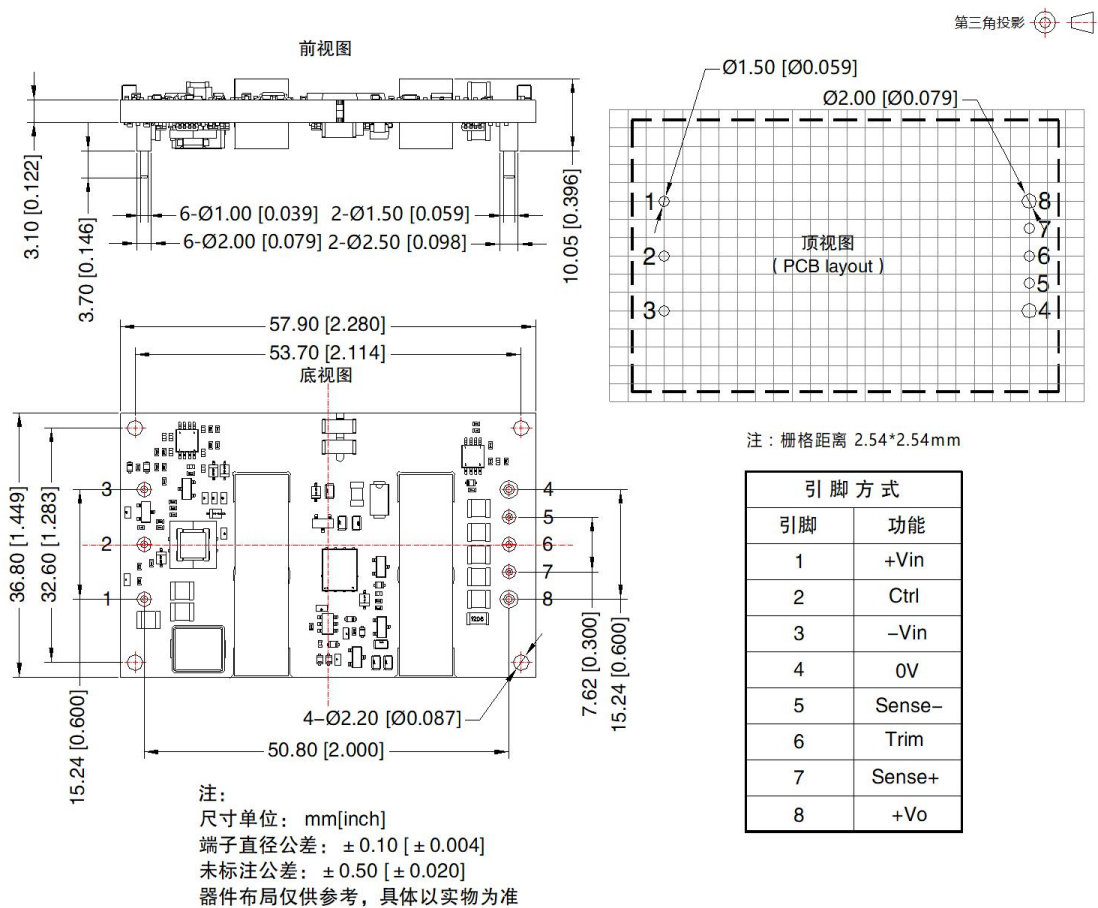 第三角投影
前视图
3.10 [0.122]
3.70 [0.146]
6-Ø1.00 [0.039]
2-Ø1.50 [0.059]
6-Ø2.00 [0.079]
2-Ø2.50 [0.098]
10.05 [0.396]
Ø1.50 [Ø0.059]
Ø2.00 [Ø0.079]
1
2
3
8
7
6
5
4
顶视图
( PCB layout )
57.90 [2.280]
53.70 [2.114]
底视图
36.80 [1.449]
32.60 [1.283]
15.24 [0.600]
3
2
1
4
5
6
7
8
1206
7.62 [0.300]
15.24 [0.600]
4-Ø2.20 [Ø0.087]
50.80 [2.000]
注:
尺寸单位: mm[inch]
端子直径公差: ±0.10 [±0.004]
未标注公差: ±0.50 [±0.020]
器件布局仅供参考，具体以实物为准
注：栅格距离 2.54*2.54mm
引脚方式
引脚 功能
1 +Vin
2 Ctrl
3 -Vin
4 0V
5 Sense-
6 Trim
7 Sense+
8 +Vo